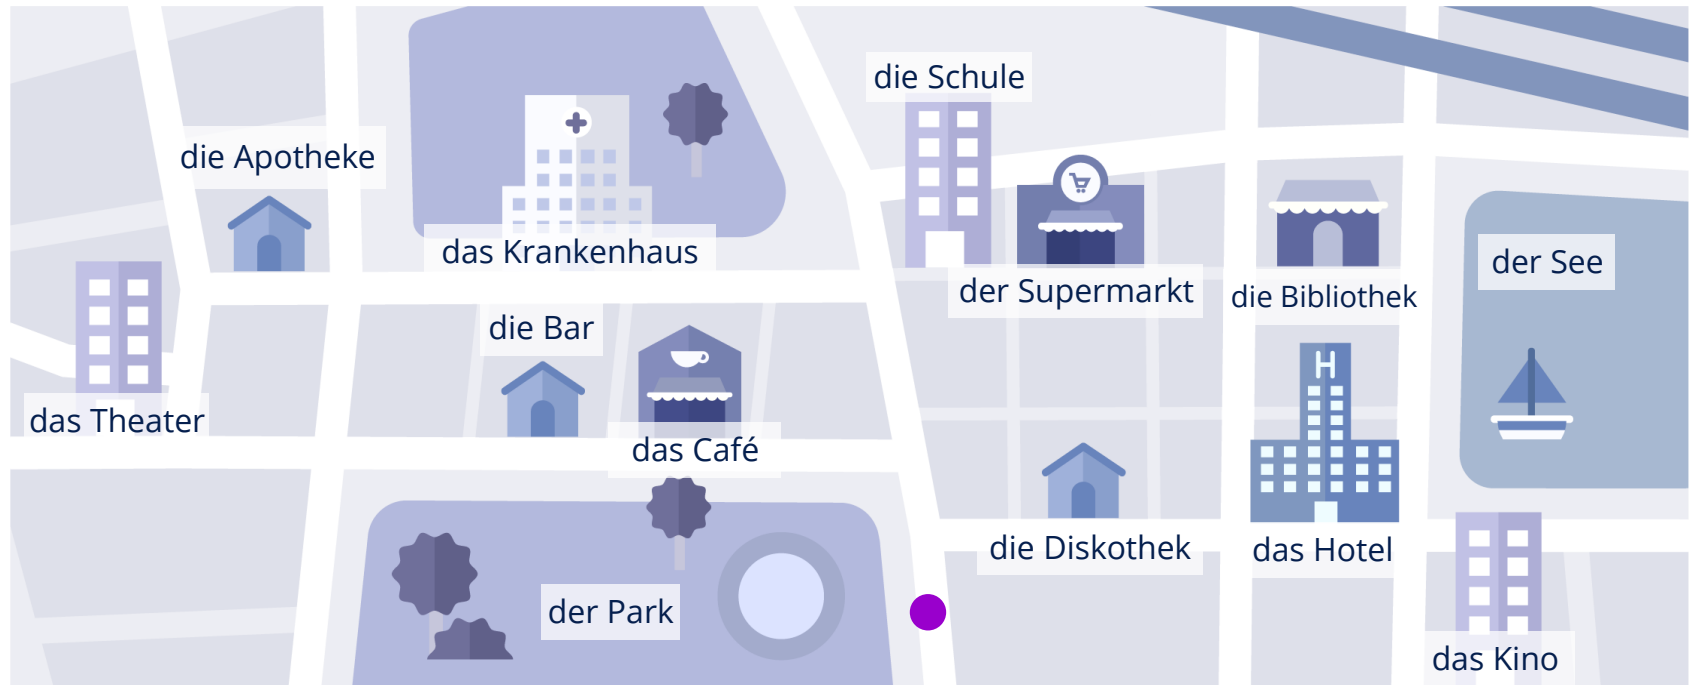 die Schule
die Apotheke
das Krankenhaus
der See
der Supermarkt
die Bibliothek
die Bar
H
das Theater
das Café
die Diskothek
das Hotel
der Park
das Kino